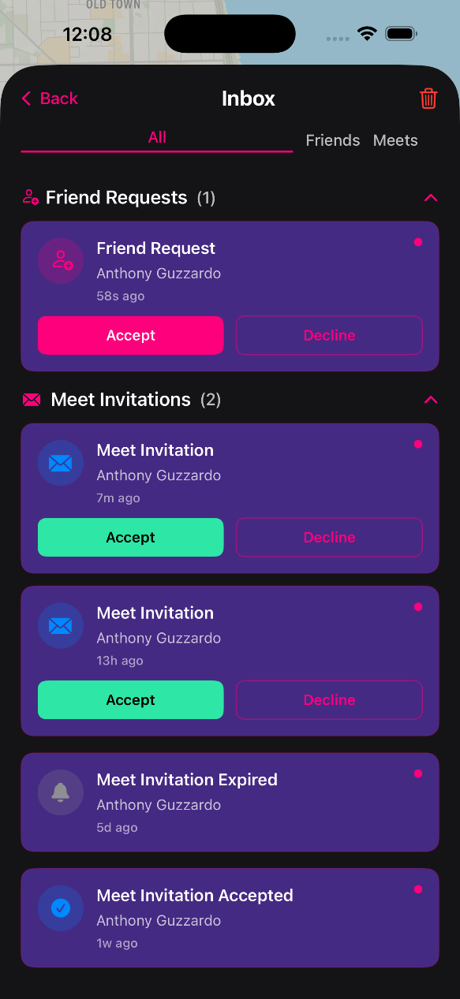 OLD TOWN
12:08
Back
Inbox
All
Friends
Meets
Friend Requests (1)
Friend Request
Anthony Guzzardo
58s ago
Accept
Decline
Meet Invitations (2)
Meet Invitation
Anthony Guzzardo
7m ago
Accept
Decline
Meet Invitation
Anthony Guzzardo
13h ago
Accept
Decline
Meet Invitation Expired
Anthony Guzzardo
5d ago
Meet Invitation Accepted
Anthony Guzzardo
1w ago